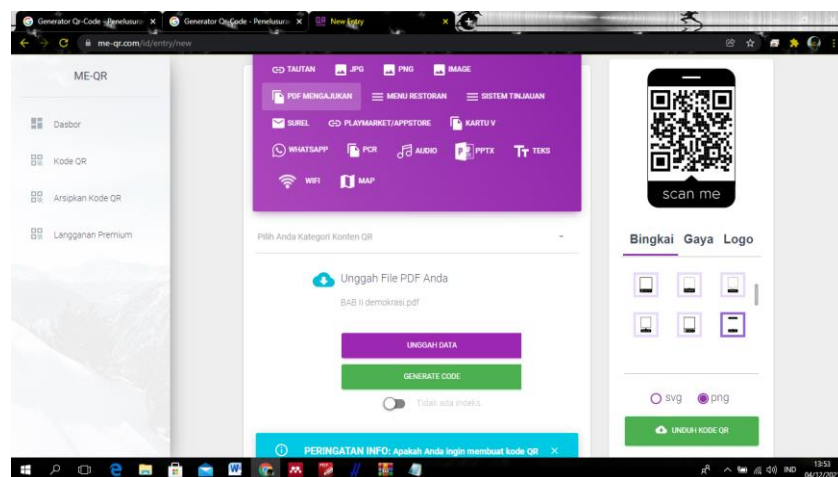 Generator Qr-Code - Penelusur
Generator Qr,Code - Penelusur
New Entry
me-qr.com/id/entry/new
ME-QR
Dasbor
Kode QR
Arsipkan Kode QR
Langganan Premium
TAUTAN JPG PNG IMAGE
PDF MENGAJUKAN MENU RESTORAN SISTEM TINJAUAN
SUREL PLAYMARKET/APPSTORE KARTU V
WHATSAPP PCR AUDIO PPTX TEKS
WIFI MAP
Pilih Anda Kategori Konten QR
Unggah File PDF Anda
BAB II demokrasi.pdf
UNGGAH DATA
GENERATE CODE
Tidak ada indeks.
PERINGATAN INFO: Apakah Anda ingin membuat kode QR
scan me
Bingkai Gaya Logo
svg png
UNDUH KODE QR
IND
13:53